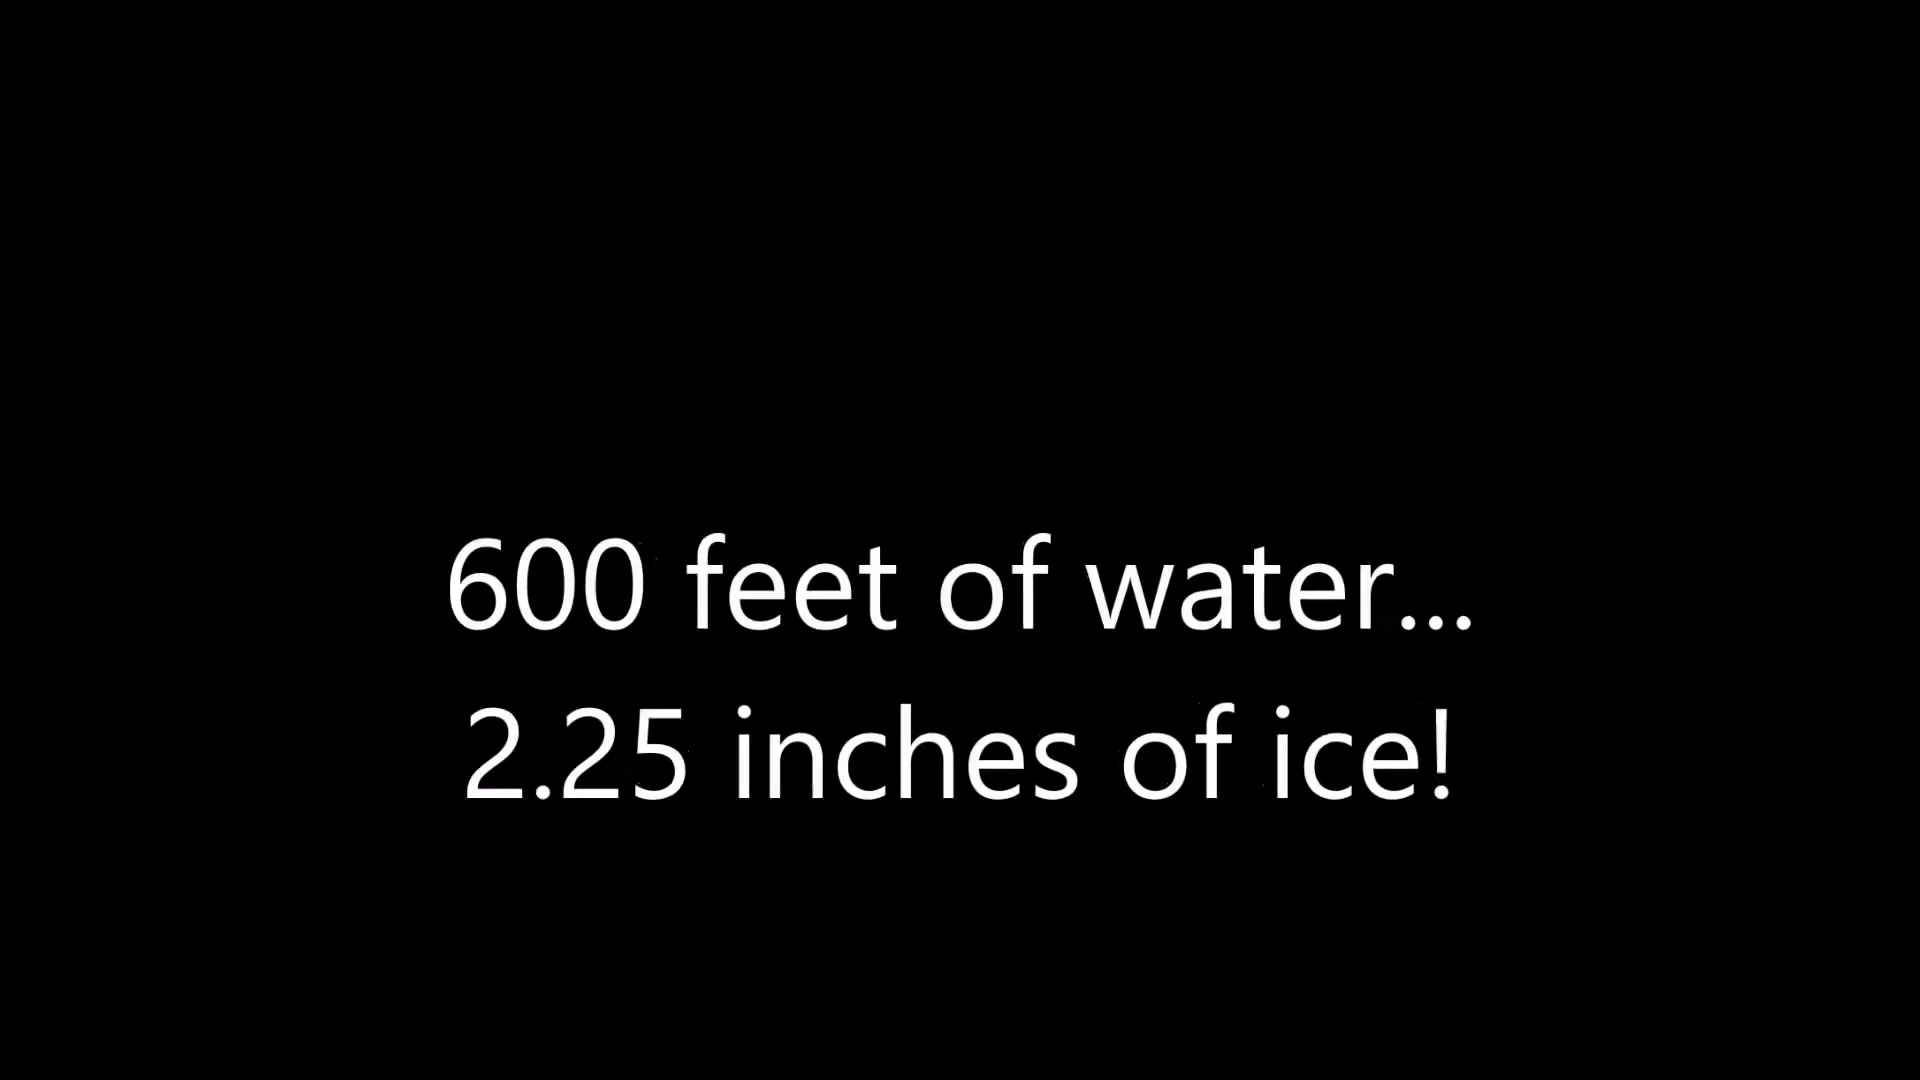 600 feet of water...
2.25 inches of ice!